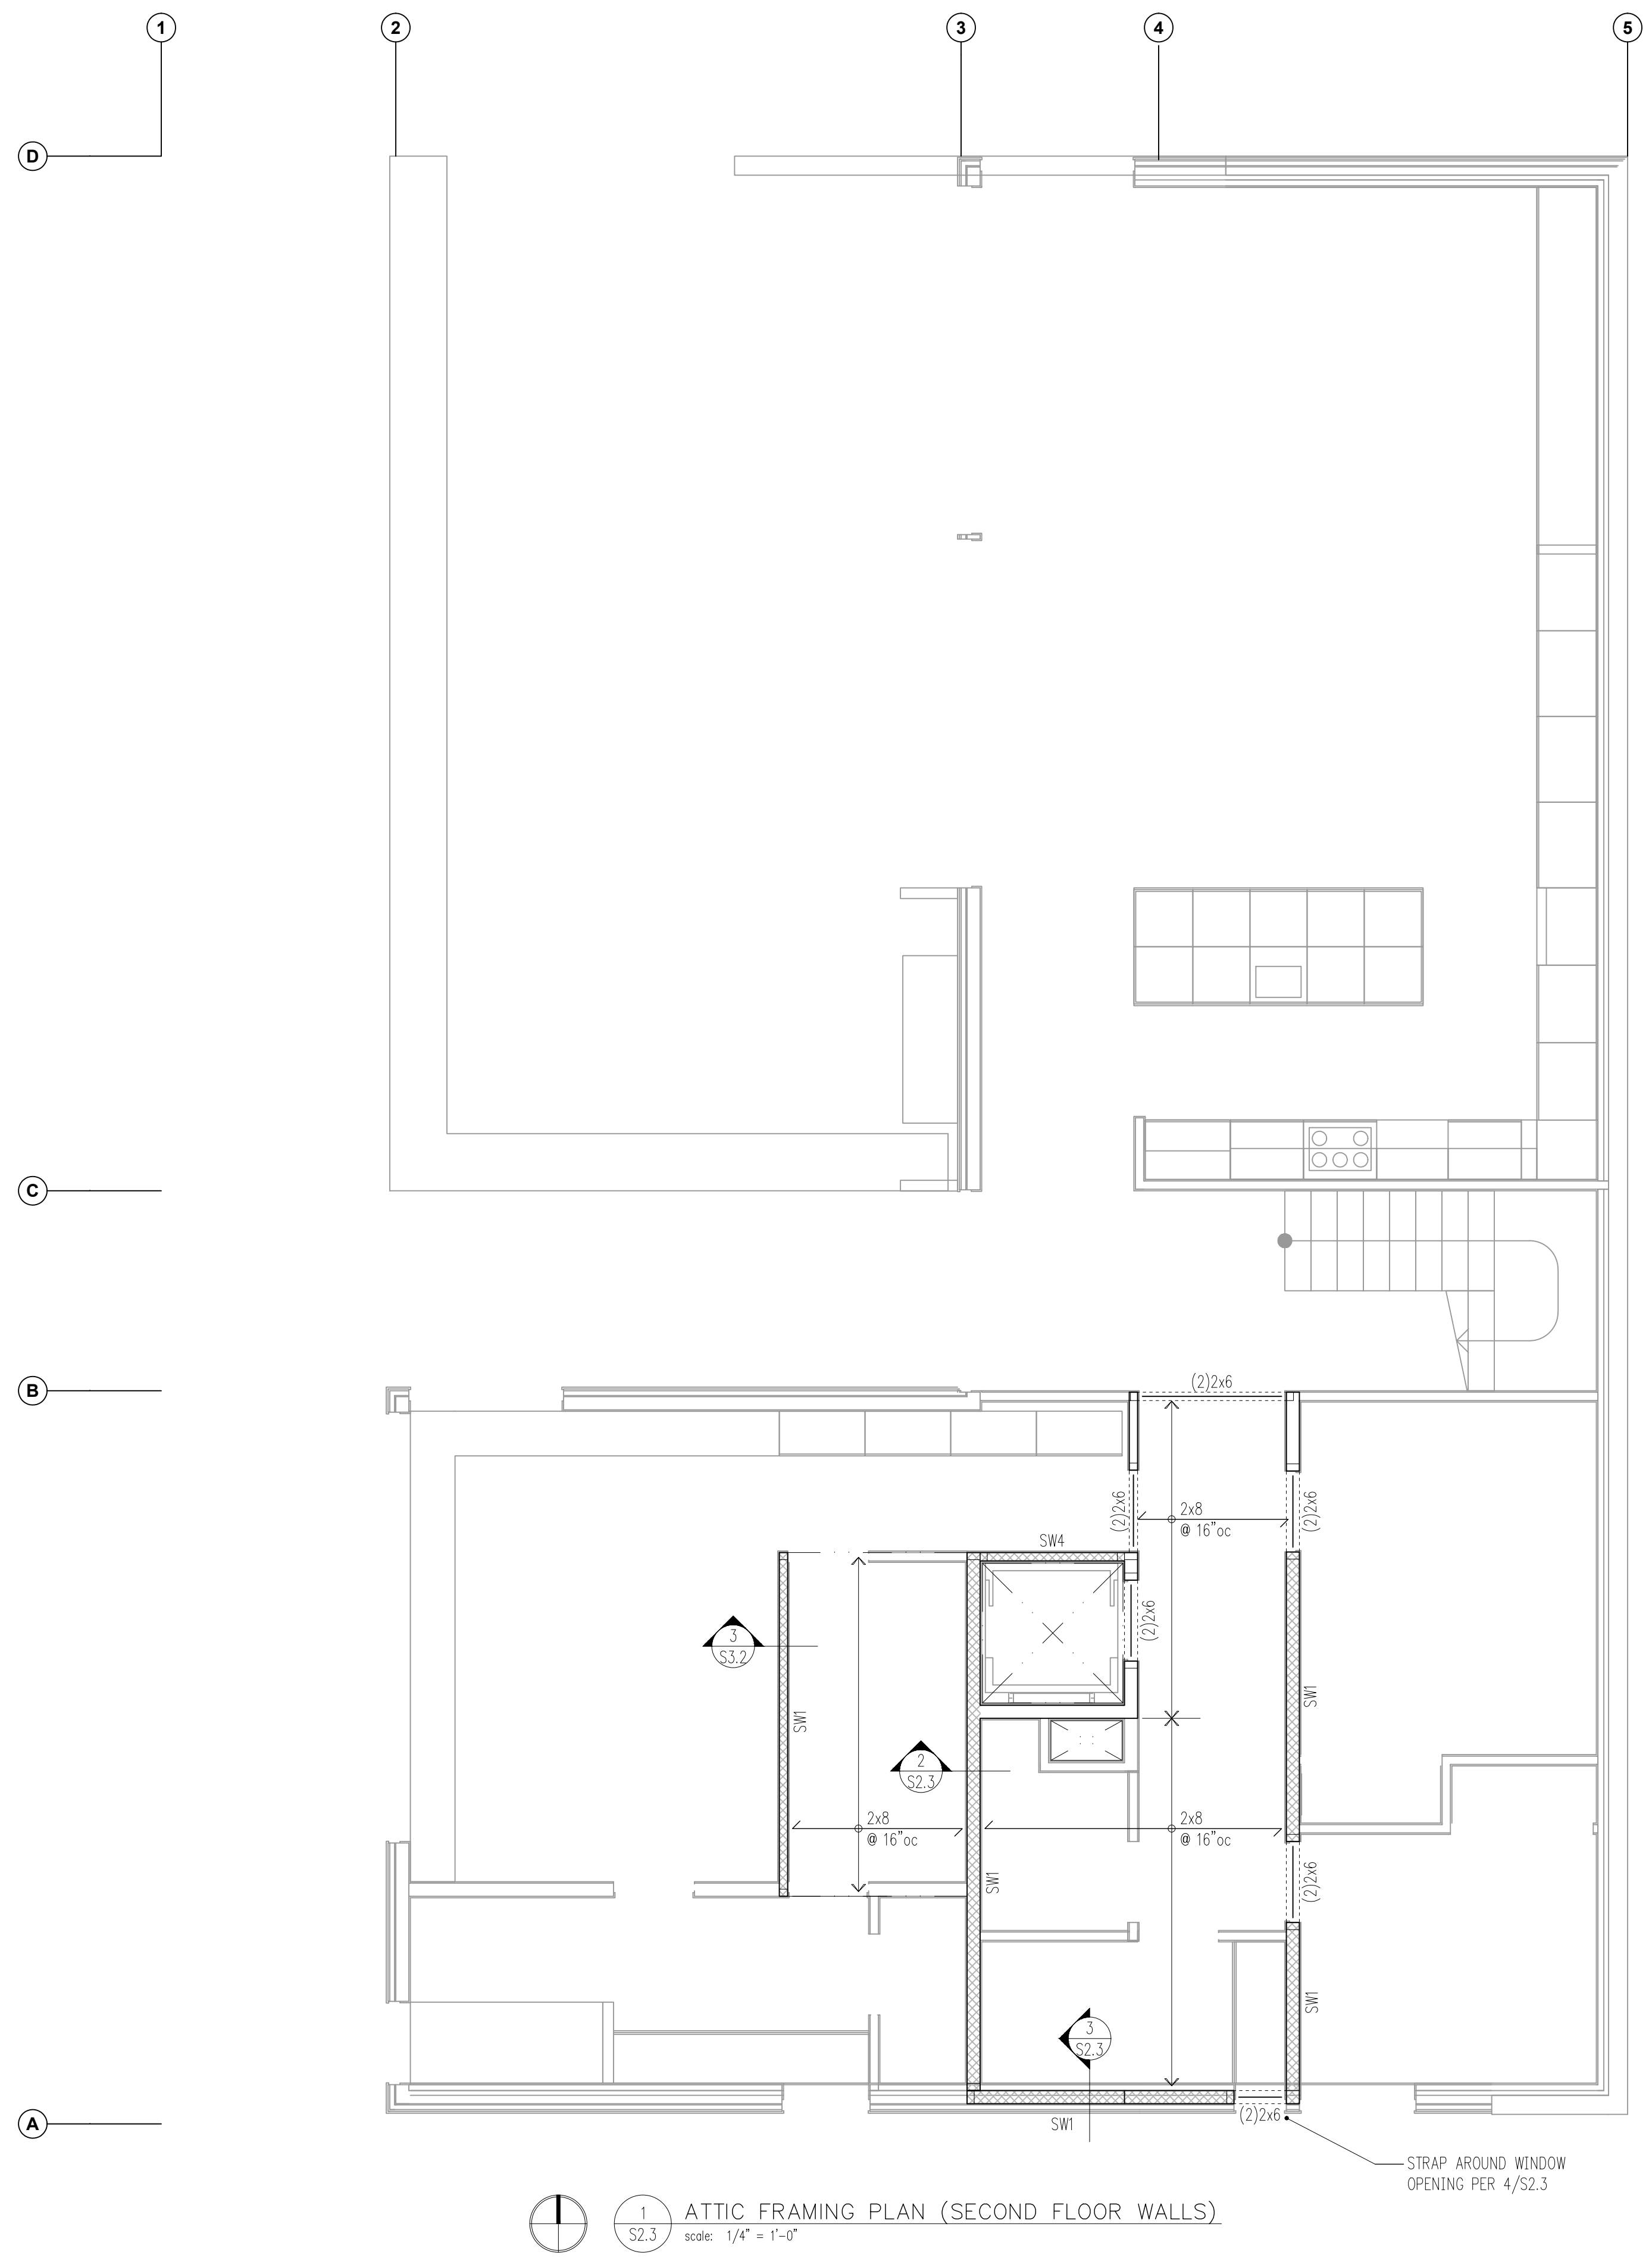 1
2
3
4
5
D
C
B
(2)2x6
(2)2x6
2x8
@ 16"oc
(2)2x6
SW4
(2)2x6
3
S3.2
SW1
SW1
2
S2.3
2x8
@ 16"oc
2x8
@ 16"oc
SW1
(2)2x6
3
S2.3
SW1
A
SW1
(2)2x6
STRAP AROUND WINDOW
OPENING PER 4/S2.3
1
S2.3
ATTIC FRAMING PLAN (SECOND FLOOR WALLS)
scale: 1/4" = 1'-0"